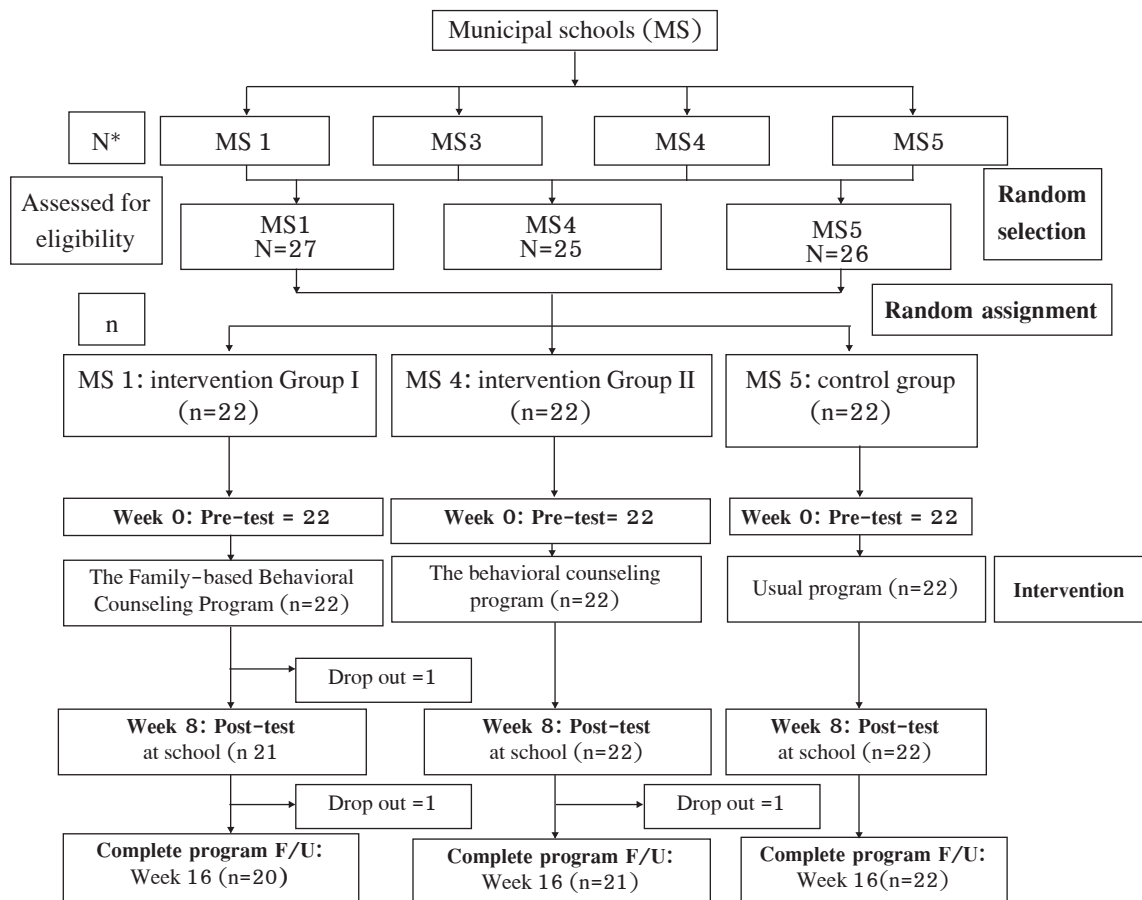 Municipal schools (MS)
N*
MS 1
MS3
MS4
MS5
Assessed for
eligibility
MS1
N=27
MS4
N=25
MS5
N=26
Random
selection
n
Random assignment
MS 1: intervention Group I
(n=22)
MS 4: intervention Group II
(n=22)
MS 5: control group
(n=22)
Week 0: Pre-test = 22
Week 0: Pre-test= 22
Week 0: Pre-test = 22
The Family-based Behavioral
Counseling Program (n=22)
The behavioral counseling
program (n=22)
Usual program (n=22)
Intervention
Drop out =1
Week 8: Post-test
at school (n 21
Week 8: Post-test
at school (n=22)
Week 8: Post-test
at school (n=22)
Drop out =1
Drop out =1
Complete program F/U:
Week 16 (n=20)
Complete program F/U:
Week 16 (n=21)
Complete program F/U:
Week 16(n=22)